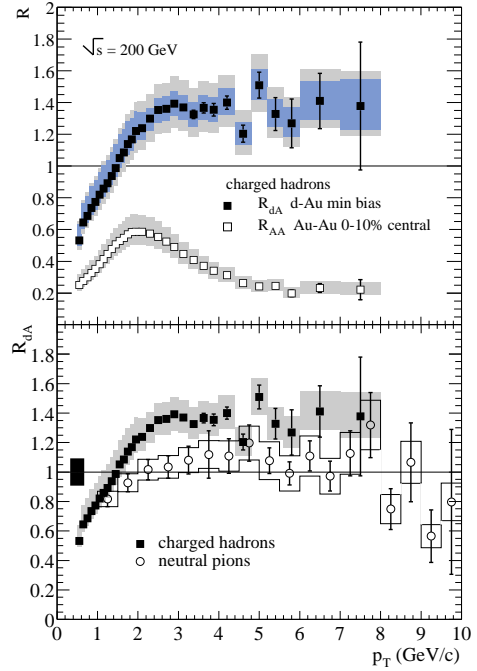 R
2
1.8
1.6
1.4
1.2
1
0.8
0.6
0.4
0.2
√s = 200 GeV
charged hadrons
R_dA d-Au min bias
R_AA Au-Au 0-10% central
R_dA
1.8
1.6
1.4
1.2
1
0.8
0.6
0.4
0.2
0
charged hadrons
neutral pions
0 1 2 3 4 5 6 7 8 9 10
p_T (GeV/c)